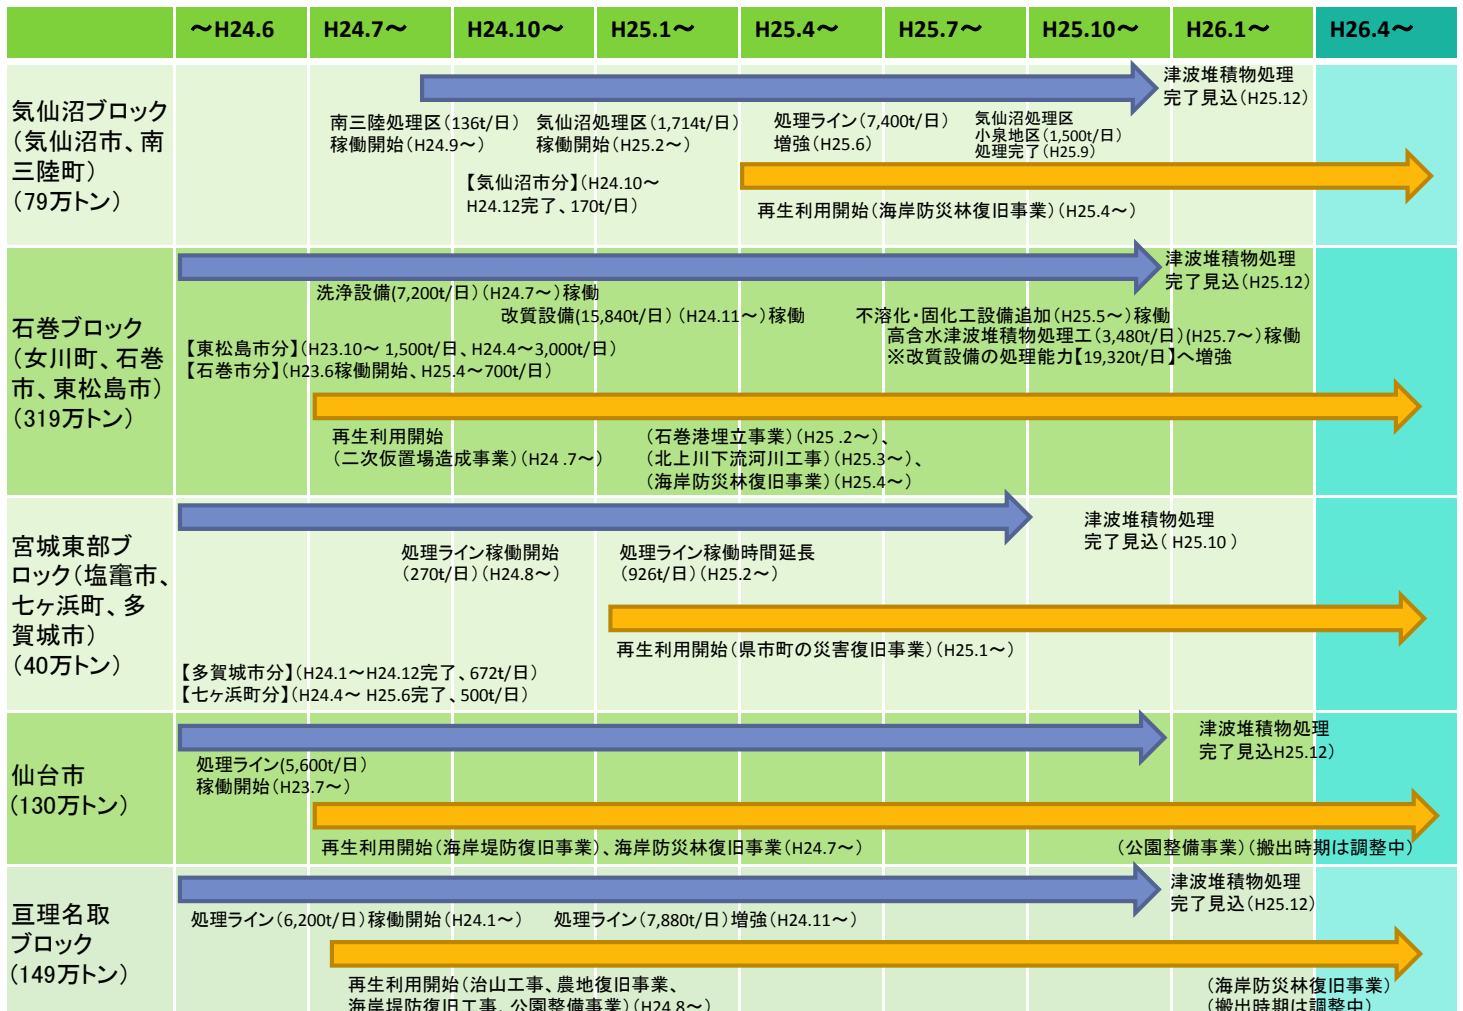 ～H24.6 H24.7～ H24.10～ H25.1～ H25.4～ H25.7～ H25.10～ H26.1～ H26.4～
気仙沼ブロック
(気仙沼市、南
三陸町)
(79万トン)
津波堆積物処理
完了見込(H25.12)
南三陸処理区(136t/日)
稼働開始(H24.9～)
気仙沼処理区(1,714t/日)
稼働開始(H25.2～)
処理ライン(7,400t/日)
増強(H25.6)
気仙沼処理区
小泉地区(1,500t/日)
処理完了(H25.9)
【気仙沼市分】(H24.10～
H24.12完了、170t/日)
再生利用開始(海岸防災林復旧事業)(H25.4～)
石巻ブロック
(女川町、石巻
市、東松島市)
(319万トン)
津波堆積物処理
完了見込(H25.12)
洗浄設備(7,200t/日)(H24.7～)稼働
改質設備(15,840t/日)(H24.11～)稼働
不溶化・固化工設備追加(H25.5～)稼働
高含水津波堆積物処理工(3,480t/日)(H25.7～)稼働
※改質設備の処理能力【19,320t/日】へ増強
【東松島市分】(H23.10～ 1,500t/日、H24.4～3,000t/日)
【石巻市分】(H23.6稼働開始、H25.4～700t/日)
再生利用開始
(二次仮置場造成事業)(H24 .7～)
(石巻港埋立事業)(H25 .2～)、
(北上川下流河川工事)(H25.3～)、
(海岸防災林復旧事業)(H25.4～)
宮城東部ブ
ロック(塩竈市、
七ヶ浜町、多
賀城市)
(40万トン)
津波堆積物処理
完了見込( H25.10 )
処理ライン稼働開始
(270t/日)(H24.8～)
処理ライン稼働時間延長
(926t/日)(H25.2～)
再生利用開始(県市町の災害復旧事業)(H25.1～)
【多賀城市分】(H24.1～H24.12完了、672t/日)
【七ヶ浜町分】(H24.4～ H25.6完了、500t/日)
仙台市
(130万トン)
津波堆積物処理
完了見込H25.12)
処理ライン(5,600t/日)
稼働開始(H23.7～)
再生利用開始(海岸堤防復旧事業)、海岸防災林復旧事業(H24.7～)
(公園整備事業)(搬出時期は調整中)
亘理名取
ブロック
(149万トン)
津波堆積物処理
完了見込(H25.12)
処理ライン(6,200t/日)稼働開始(H24.1～)
処理ライン(7,880t/日)増強(H24.11～)
再生利用開始(治山工事、農地復旧事業、
海岸堤防復旧工事、公園整備事業)(H24.8～)
(海岸防災林復旧事業)
(搬出時期は調整中)